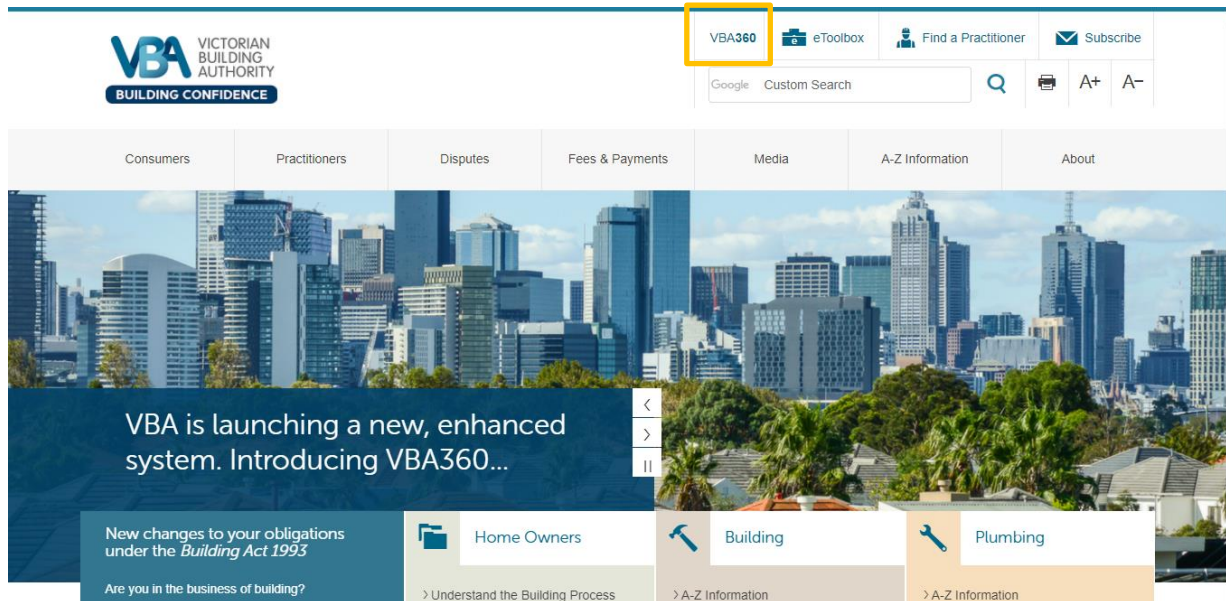 VBA360
eToolbox
Find a Practitioner
Subscribe
VBA
VICTORIAN
BUILDING
AUTHORITY
BUILDING CONFIDENCE
Google Custom Search
A+
A-
Consumers
Practitioners
Disputes
Fees & Payments
Media
A-Z Information
About
VBA is launching a new, enhanced
system. Introducing VBA360...
New changes to your obligations
under the Building Act 1993
Are you in the business of building?
Home Owners
> Understand the Building Process
Building
> A-Z Information
Plumbing
> A-Z Information